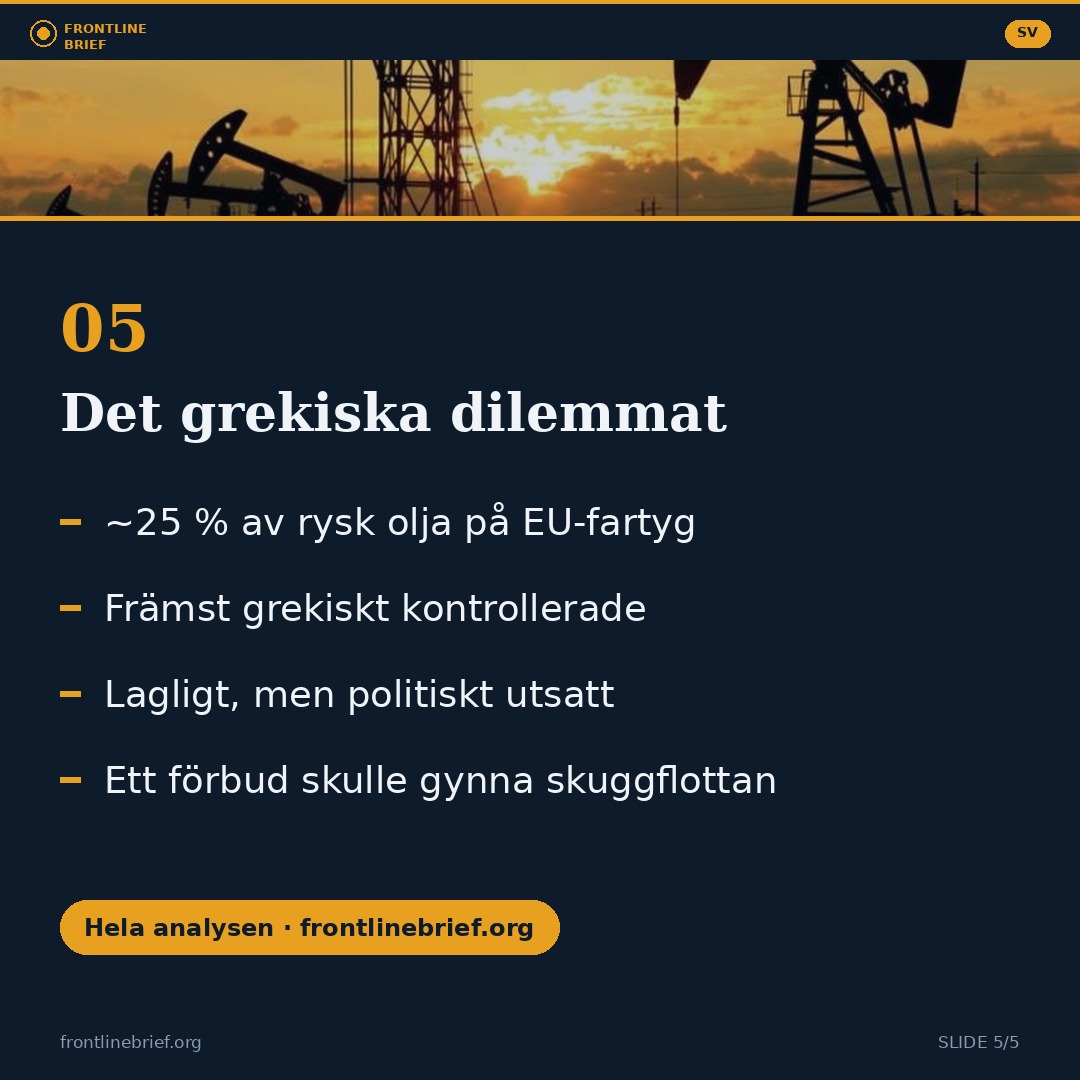 FRONTLINE
BRIEF
SV
05
Det grekiska dilemmat
~25 % av rysk olja på EU-fartyg
Främst grekiskt kontrollerade
Lagligt, men politiskt utsatt
Ett förbud skulle gynna skuggflottan
Hela analysen · frontlinebrief.org
frontlinebrief.org
SLIDE 5/5